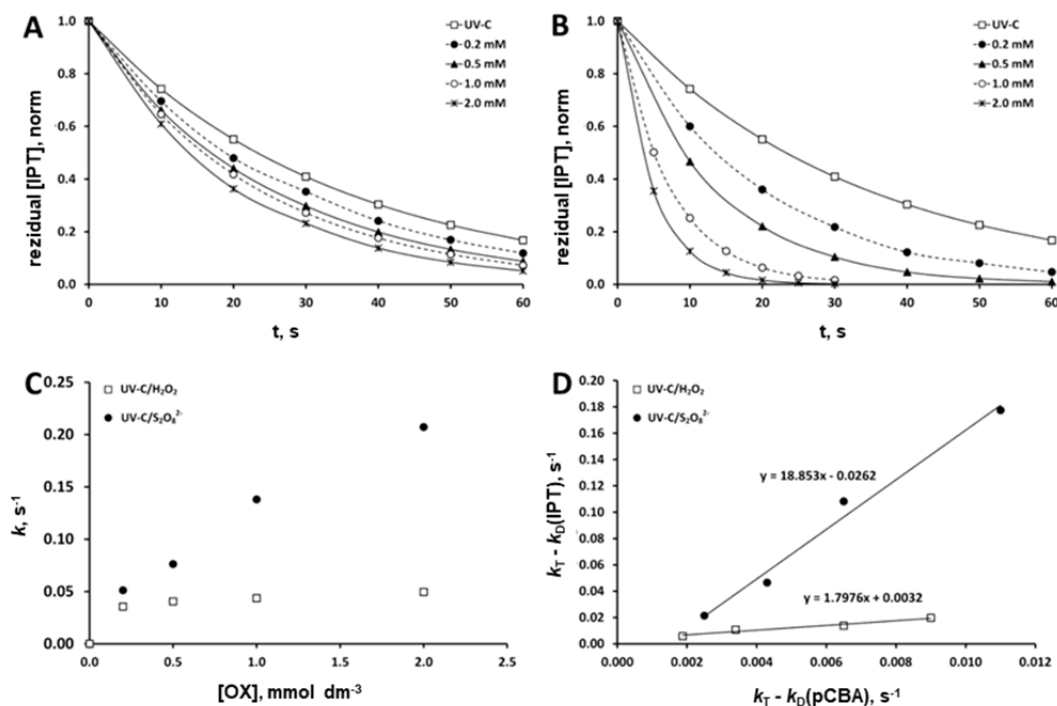 A
1.0
0.8
0.6
0.4
0.2
0.0
rezidual [IPT], norm
0
10
20
30
40
50
60
t, s
UV-C
0.2 mM
0.5 mM
1.0 mM
2.0 mM
B
1.0
0.8
0.6
0.4
0.2
0.0
rezidual [IPT], norm
0
10
20
30
40
50
60
t, s
UV-C
0.2 mM
0.5 mM
1.0 mM
2.0 mM
C
0.25
0.20
0.15
0.10
0.05
0.00
k, s⁻¹
0.0
0.5
1.0
1.5
2.0
2.5
[OX], mmol dm⁻³
UV-C/H₂O₂
UV-C/S₂O₈²⁻
D
0.20
0.18
0.16
0.14
0.12
0.10
0.08
0.06
0.04
0.02
0.00
k_T - k_D(IPT), s⁻¹
0.000
0.002
0.004
0.006
0.008
0.010
0.012
k_T - k_D(pCBA), s⁻¹
UV-C/H₂O₂
UV-C/S₂O₈²⁻
y = 18.853x - 0.0262
y = 1.7976x + 0.0032